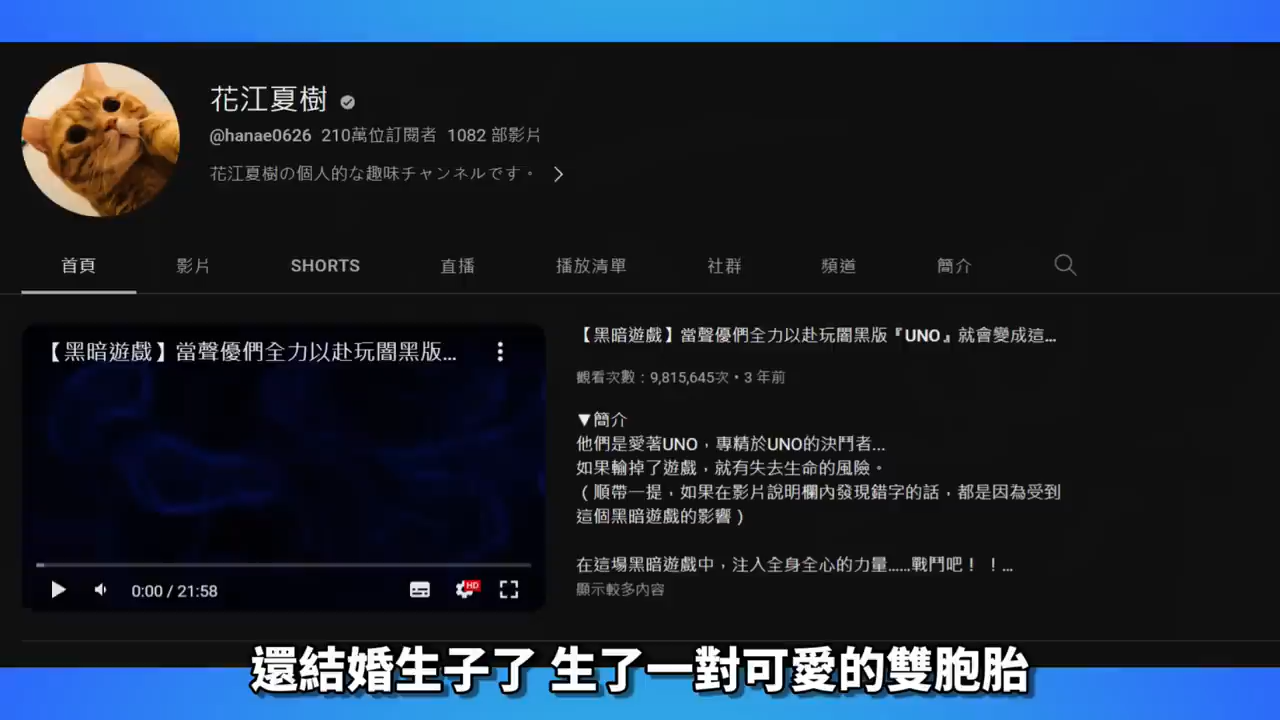 花江夏樹
@hanae0626 210萬位訂閱者 1082 部影片
花江夏樹の個人的な趣味チャンネルです。
首頁 影片 SHORTS 直播 播放清單 社群 頻道 簡介
【黑暗遊戲】當聲優們全力以赴玩闇黑版...
0:00 / 21:58
HD
【黑暗遊戲】當聲優們全力以赴玩闇黑版『UNO』就會變成這...
觀看次數：9,815,645次・3 年前
▼簡介
他們是愛著UNO，專精於UNO的決鬥者...
如果輸掉了遊戲，就有失去生命的風險。
（順帶一提，如果在影片說明欄內發現錯字的話，都是因為受到
這個黑暗遊戲的影響）
在這場黑暗遊戲中，注入全身全心的力量......戰鬥吧！！...
顯示較多內容
還結婚生子了 生了一對可愛的雙胞胎